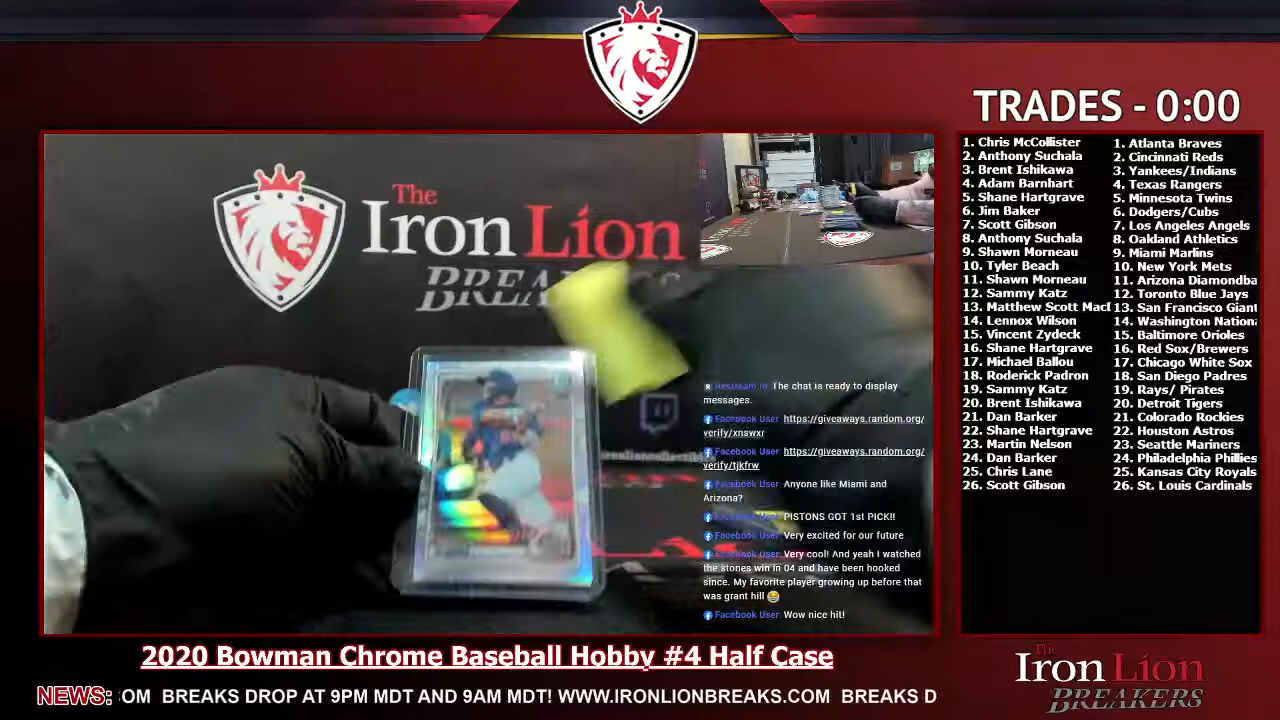 TRADES - 0:00
1. Chris McCollister
2. Anthony Suchala
3. Brent Ishikawa
4. Adam Barnhart
5. Shane Hartgrave
6. Jim Baker
7. Scott Gibson
8. Anthony Suchala
9. Shawn Morneau
10. Tyler Beach
11. Shawn Morneau
12. Sammy Katz
13. Matthew Scott Macl
14. Lennox Wilson
15. Vincent Zydeck
16. Shane Hartgrave
17. Michael Ballou
18. Roderick Padron
19. Sammy Katz
20. Brent Ishikawa
21. Dan Barker
22. Shane Hartgrave
23. Martin Nelson
24. Dan Barker
25. Chris Lane
26. Scott Gibson
1. Atlanta Braves
2. Cincinnati Reds
3. Yankees/Indians
4. Texas Rangers
5. Minnesota Twins
6. Dodgers/Cubs
7. Los Angeles Angels
8. Oakland Athletics
9. Miami Marlins
10. New York Mets
11. Arizona Diamondba
12. Toronto Blue Jays
13. San Francisco Giant
14. Washington Nationa
15. Baltimore Orioles
16. Red Sox/Brewers
17. Chicago White Sox
18. San Diego Padres
19. Rays/ Pirates
20. Detroit Tigers
21. Colorado Rockies
22. Houston Astros
23. Seattle Mariners
24. Philadelphia Phillies
25. Kansas City Royals
26. St. Louis Cardinals
The
Iron Lion
BREA
Restream.io: The chat is ready to display
messages.
Facebook User: https://giveaways.random.org/
verify/xnswxr
Facebook User: https://giveaways.random.org/
verify/tjkfrw
Facebook User: Anyone like Miami and
Arizona?
Facebook User: PISTONS GOT 1st PICK!!
Facebook User: Very excited for our future
Facebook User: Very cool! And yeah I watched
the stones win in 04 and have been hooked
since. My favorite player growing up before that
was grant hill 😂
Facebook User: Wow nice hit!
2020 Bowman Chrome Baseball Hobby #4 Half Case
NEWS: OM BREAKS DROP AT 9PM MDT AND 9AM MDT! WWW.IRONLIONBREAKS.COM BREAKS D
The
Iron Lion
BREAKERS